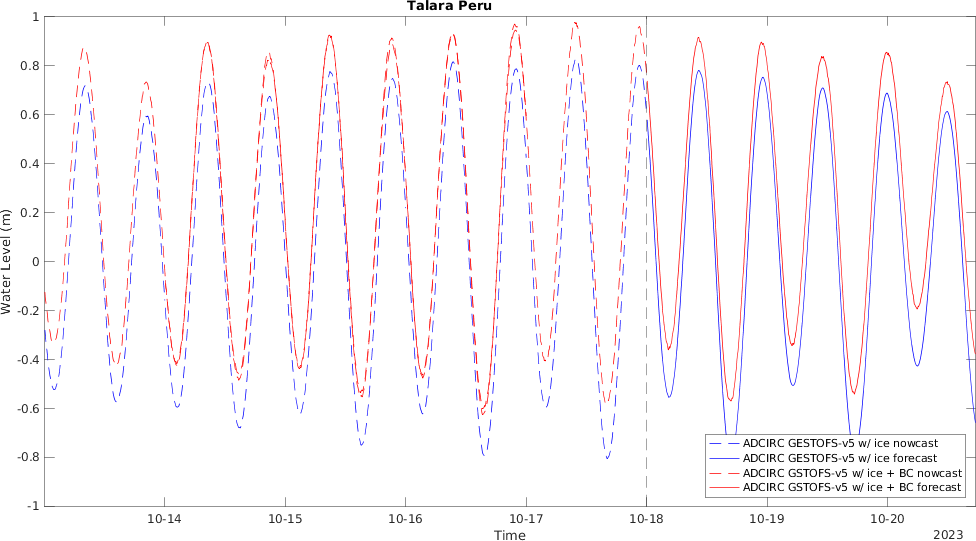 Talara Peru
Water Level (m)
1
0.8
0.6
0.4
0.2
0
-0.2
-0.4
-0.6
-0.8
-1
ADCIRC GESTOFS-v5 w/ ice nowcast
ADCIRC GESTOFS-v5 w/ ice forecast
ADCIRC GSTOFS-v5 w/ ice + BC nowcast
ADCIRC GSTOFS-v5 w/ ice + BC forecast
10-14 10-15 10-16 10-17 10-18 10-19 10-20
Time
2023